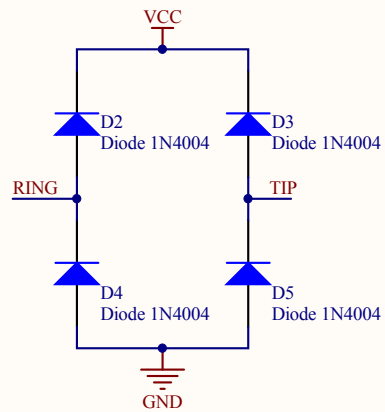 VCC
D2
Diode 1N4004
D3
Diode 1N4004
RING
TIP
D4
Diode 1N4004
D5
Diode 1N4004
GND